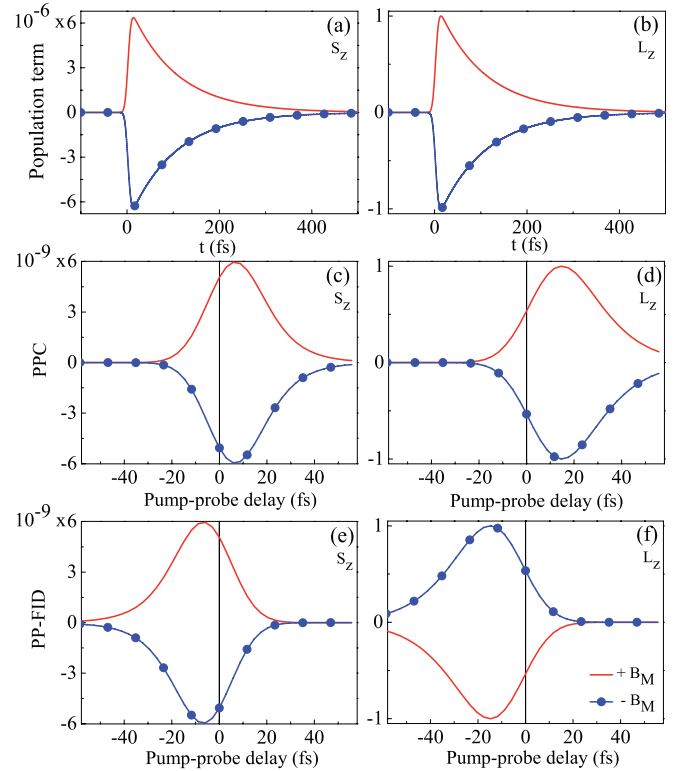 10^-6 x6
(a)
S_z
Population term
3
0
-3
-6
0 200 400
t (fs)
1
(b)
L_z
0
-1
0 200 400
t (fs)
10^-9 x6
(c)
S_z
PPC
3
0
-3
-6
-40 -20 0 20 40
Pump-probe delay (fs)
1
(d)
L_z
0
-1
-40 -20 0 20 40
Pump-probe delay (fs)
10^-9 x6
(e)
S_z
PP-FID
3
0
-3
-6
-40 -20 0 20 40
Pump-probe delay (fs)
1
(f)
L_z
0
-1
+ B_M
- B_M
-40 -20 0 20 40
Pump-probe delay (fs)